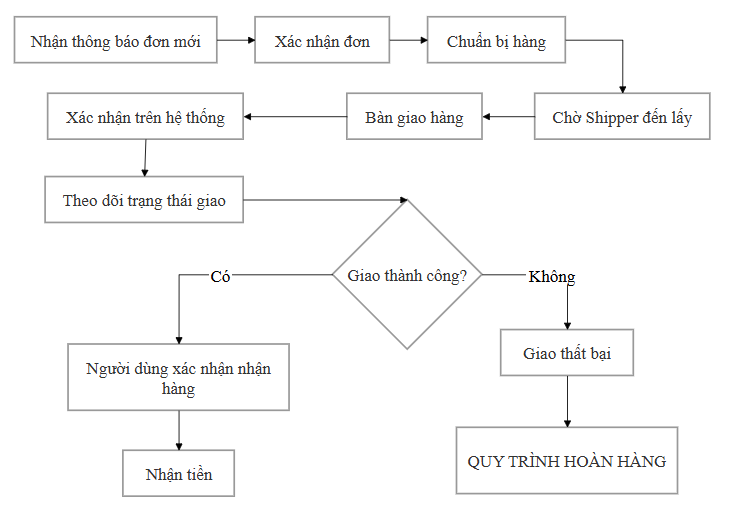 Nhận thông báo đơn mới
Xác nhận đơn
Chuẩn bị hàng
Xác nhận trên hệ thống
Bàn giao hàng
Chờ Shipper đến lấy
Theo dõi trạng thái giao
Giao thành công?
Có
Không
Người dùng xác nhận nhận
hàng
Giao thất bại
Nhận tiền
QUY TRÌNH HOÀN HÀNG